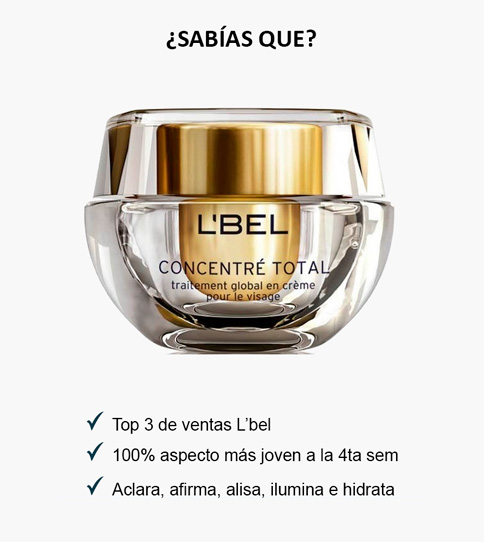 ¿SABÍAS QUE?
L'BEL
CONCENTRÉ TOTAL
traitement global en crème
pour le visage
Top 3 de ventas L’bel
100% aspecto más joven a la 4ta sem
Aclara, afirma, alisa, ilumina e hidrata